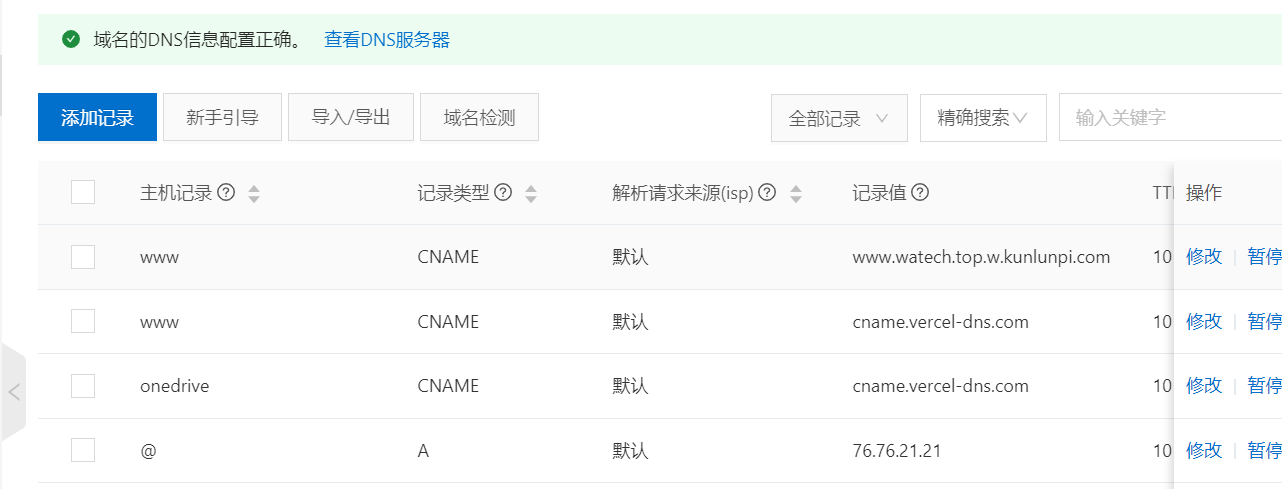 域名的DNS信息配置正确。 查看DNS服务器
添加记录 新手引导 导入/导出 域名检测 全部记录 精确搜索 输入关键字
主机记录 记录类型 解析请求来源(isp) 记录值 TTL 操作
www CNAME 默认 www.watech.top.w.kunlunpi.com 10 修改 暂停
www CNAME 默认 cname.vercel-dns.com 10 修改 暂停
onedrive CNAME 默认 cname.vercel-dns.com 10 修改 暂停
@ A 默认 76.76.21.21 10 修改 暂停